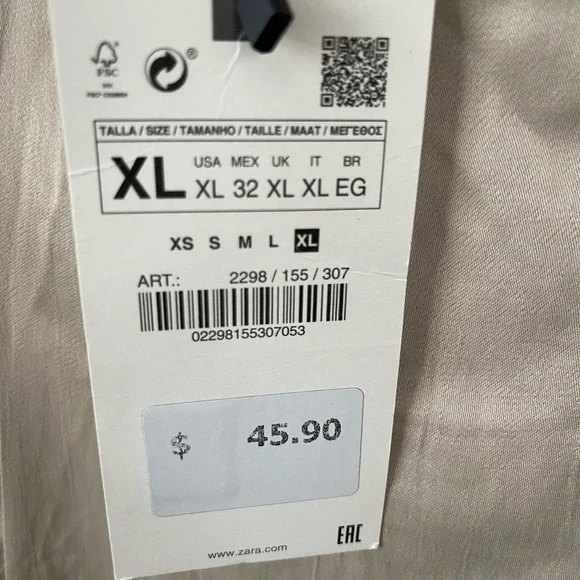 FSC
®
TALLA / SIZE / TAMANHO / TAILLE / MAAT / ΜΕΓΕΘΟΣ
XL
USA MEX UK IT BR
XL 32 XL XL EG
XS S M L XL
ART.: 2298 / 155 / 307
02298155307053
$ 45.90
EAC
www.zara.com